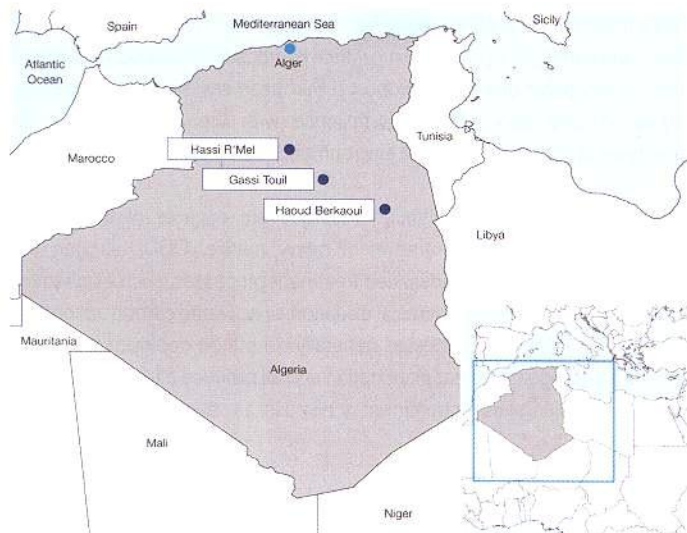 Spain
Mediterranean Sea
Sicily
Atlantic
Ocean
Alger
Tunisia
Marocco
Hassi R'Mel
Gassi Touil
Haoud Berkaoui
Libya
Mauritania
Algeria
Mali
Niger